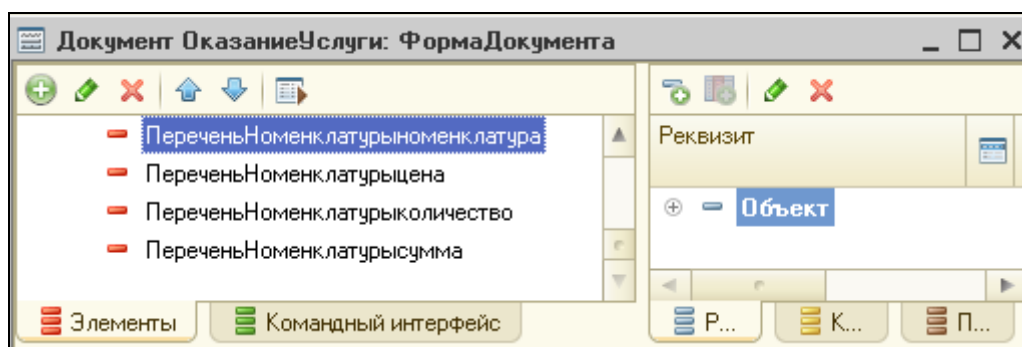 Документ ОказаниеУслуги: ФормаДокумента
ПереченьНоменклатурыноменклатура
ПереченьНоменклатурыцена
ПереченьНоменклатурыколичество
ПереченьНоменклатурысумма
Элементы
Командный интерфейс
Реквизит
Объект
Р...
К...
П...